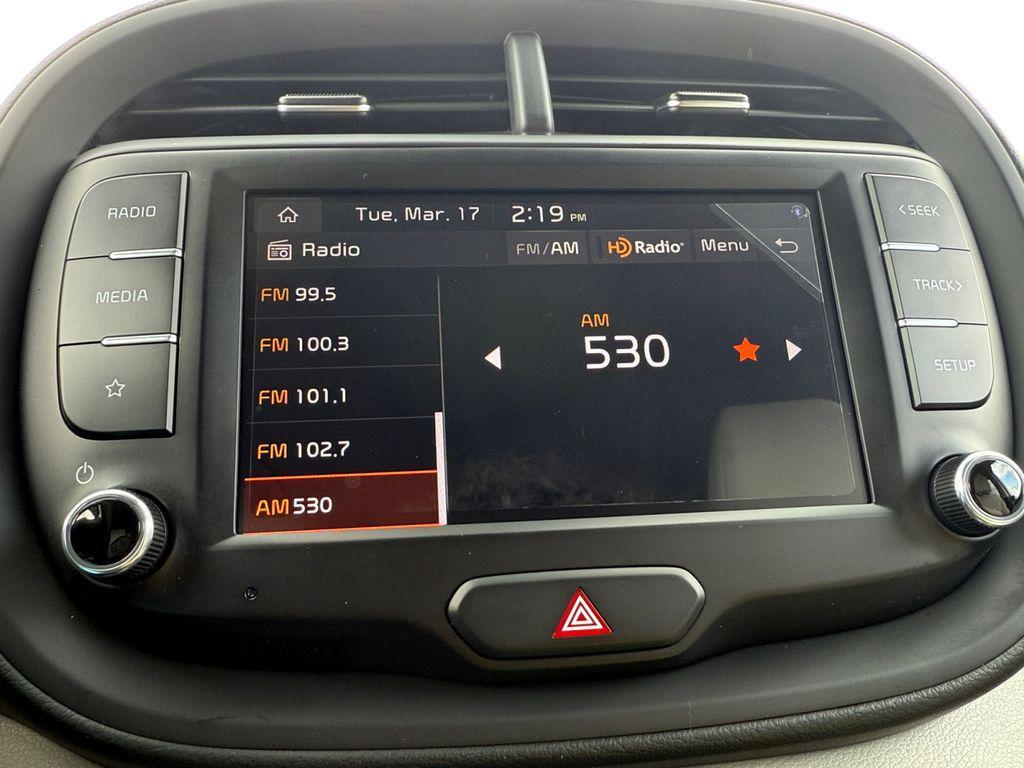 RADIO
MEDIA
Tue, Mar. 17 2:19 PM
Radio FM/AM HD Radio Menu
FM 99.5
FM 100.3
FM 101.1
FM 102.7
AM 530
AM
530
<SEEK
TRACK>
SETUP